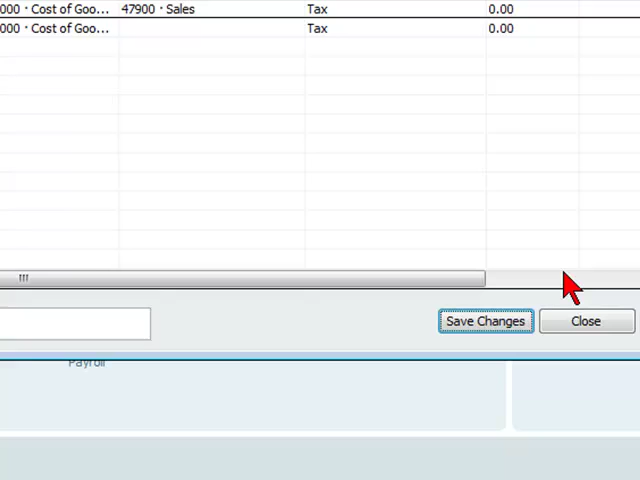 000 · Cost of Goo... 47900 · Sales Tax 0.00
000 · Cost of Goo... Tax 0.00
Save Changes Close
Payroll